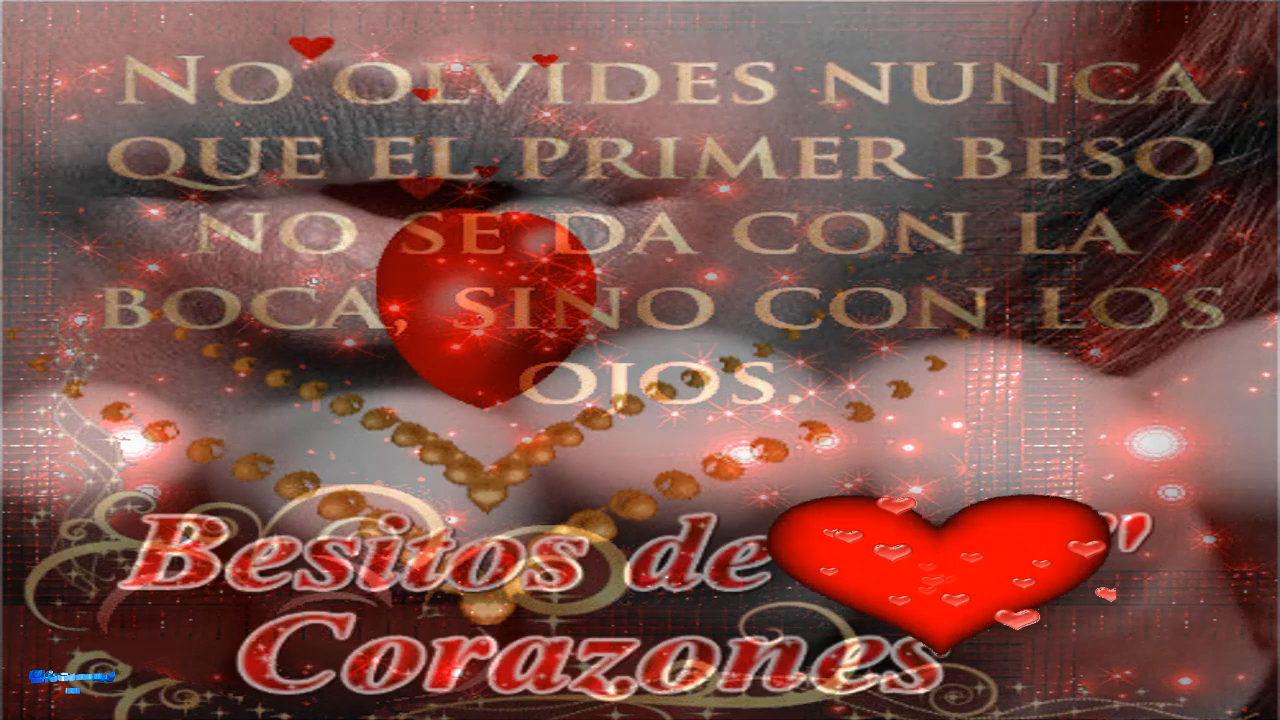 NO OLVIDES NUNCA
QUE EL PRIMER BESO
NO SE DA CON LA
BOCA, SINO CON LOS
OJOS.
Besitos de "
Corazones